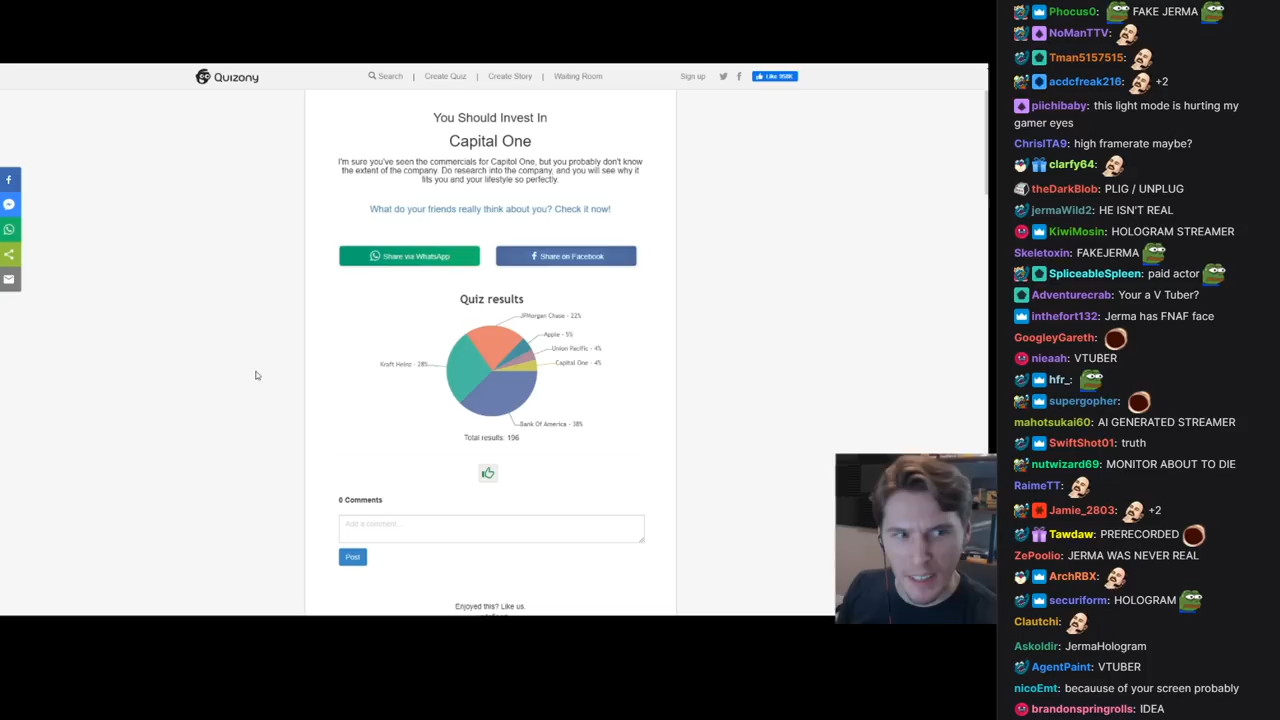 Quizony
Search | Create Quiz | Create Story | Waiting Room
Sign up
Like 958K
You Should Invest In
Capital One
I'm sure you've seen the commercials for Capitol One, but you probably don't know
the extent of the company. Do research into the company, and you will see why it
fits you and your lifestyle so perfectly.
What do your friends really think about you? Check it now!
Share via WhatsApp
Share on Facebook
Quiz results
JPMorgan Chase - 22%
Apple - 5%
Union Pacific - 4%
Capital One - 4%
Kraft Heinz - 28%
Bank Of America - 38%
Total results: 196
0 Comments
Add a comment...
Post
Enjoyed this? Like us.
Phocus0: FAKE JERMA
NoManTTV:
Tman5157515:
acdcfreak216: +2
piichibaby: this light mode is hurting my
gamer eyes
ChrisITA9: high framerate maybe?
clarfy64:
theDarkBlob: PLIG / UNPLUG
jermaWild2: HE ISN'T REAL
KiwiMosin: HOLOGRAM STREAMER
Skeletoxin: FAKEJERMA
SpliceableSpleen: paid actor
Adventurecrab: Your a V Tuber?
inthefort132: Jerma has FNAF face
GoogleyGareth:
nieaah: VTUBER
hfr_:
supergopher:
mahotsukai60: AI GENERATED STREAMER
SwiftShot01: truth
nutwizard69: MONITOR ABOUT TO DIE
RaimeTT:
Jamie_2803: +2
Tawdaw: PRERECORDED
ZePoolio: JERMA WAS NEVER REAL
ArchRBX:
securiform: HOLOGRAM
Clautchi:
Askoldir: JermaHologram
AgentPaint: VTUBER
nicoEmt: becauuse of your screen probably
brandonspringrolls: IDEA